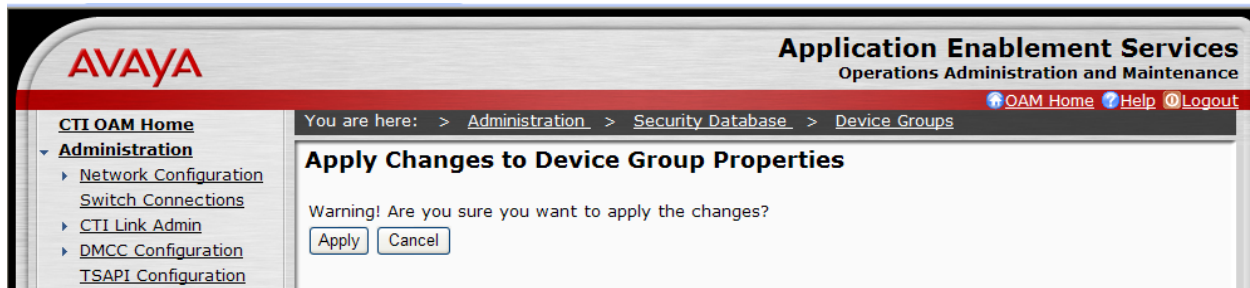 AVAYA
Application Enablement Services
Operations Administration and Maintenance
OAM Home Help Logout
CTI OAM Home
You are here: > Administration > Security Database > Device Groups
Administration
Network Configuration
Switch Connections
CTI Link Admin
DMCC Configuration
TSAPI Configuration
Apply Changes to Device Group Properties
Warning! Are you sure you want to apply the changes?
Apply Cancel